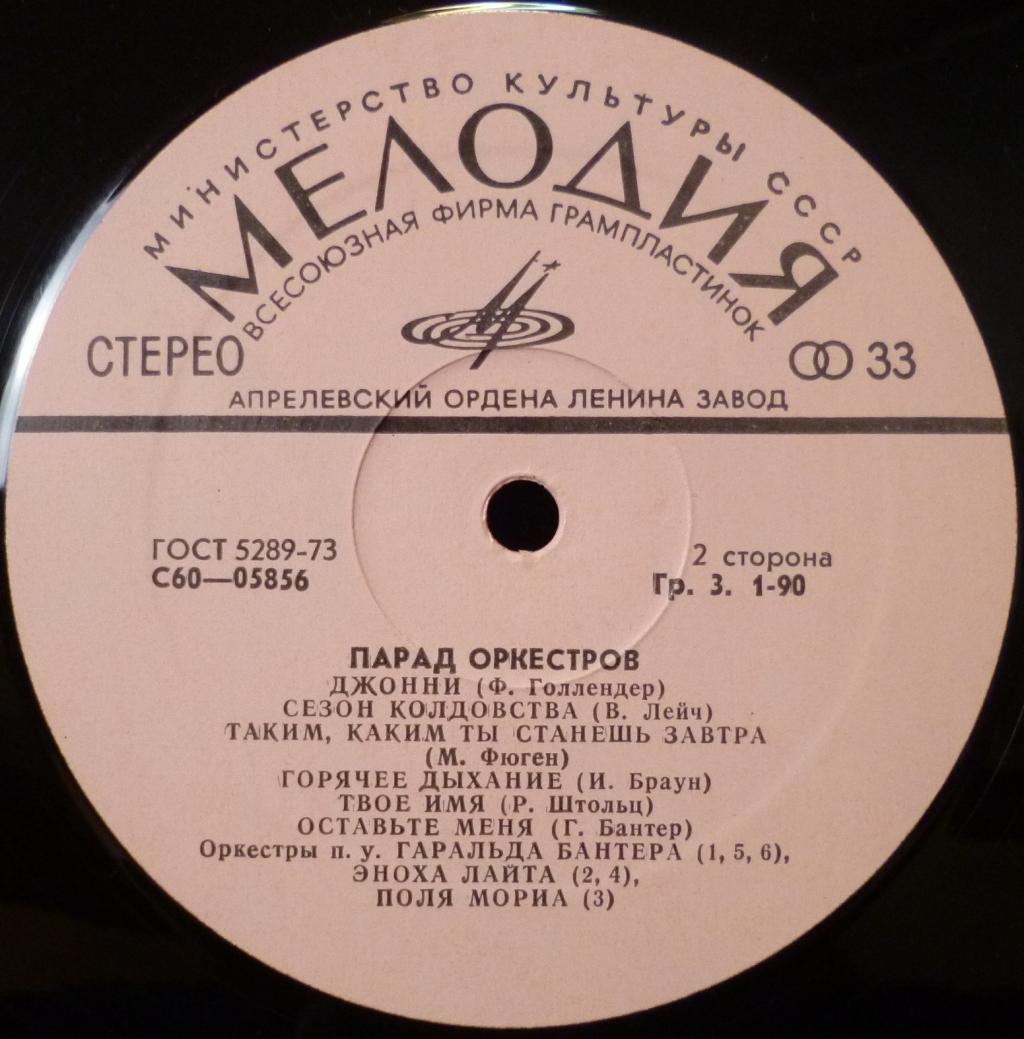 МИНИСТЕРСТВО КУЛЬТУРЫ СССР
МЕЛОДИЯ
ВСЕСОЮЗНАЯ ФИРМА ГРАМПЛАСТИНОК
СТЕРЕО
33
АПРЕЛЕВСКИЙ ОРДЕНА ЛЕНИНА ЗАВОД
ГОСТ 5289-73
2 сторона
С60—05856
Гр. 3. 1-90
ПАРАД ОРКЕСТРОВ
ДЖОННИ (Ф. Голлендер)
СЕЗОН КОЛДОВСТВА (В. Лейч)
ТАКИМ, КАКИМ ТЫ СТАНЕШЬ ЗАВТРА
(М. Фюген)
ГОРЯЧЕЕ ДЫХАНИЕ (И. Браун)
ТВОЕ ИМЯ (Р. Штольц)
ОСТАВЬТЕ МЕНЯ (Г. Бантер)
Оркестры п. у. ГАРАЛЬДА БАНТЕРА (1, 5, 6),
ЭНОХА ЛАЙТА (2, 4),
ПОЛЯ МОРИА (3)